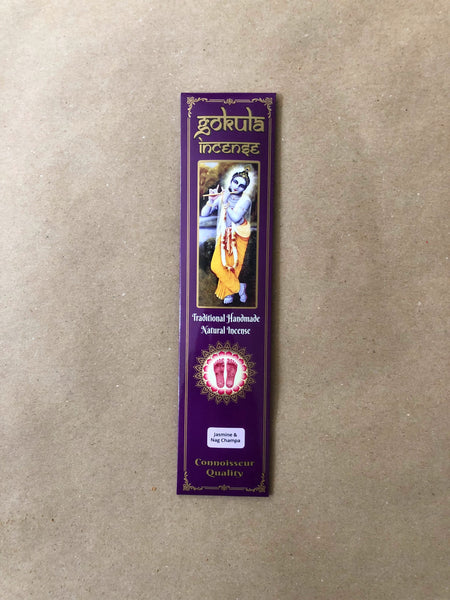 gokula
incense
Traditional Handmade
Natural Incense
Jasmine &
Nag Champa
Connoisseur
Quality